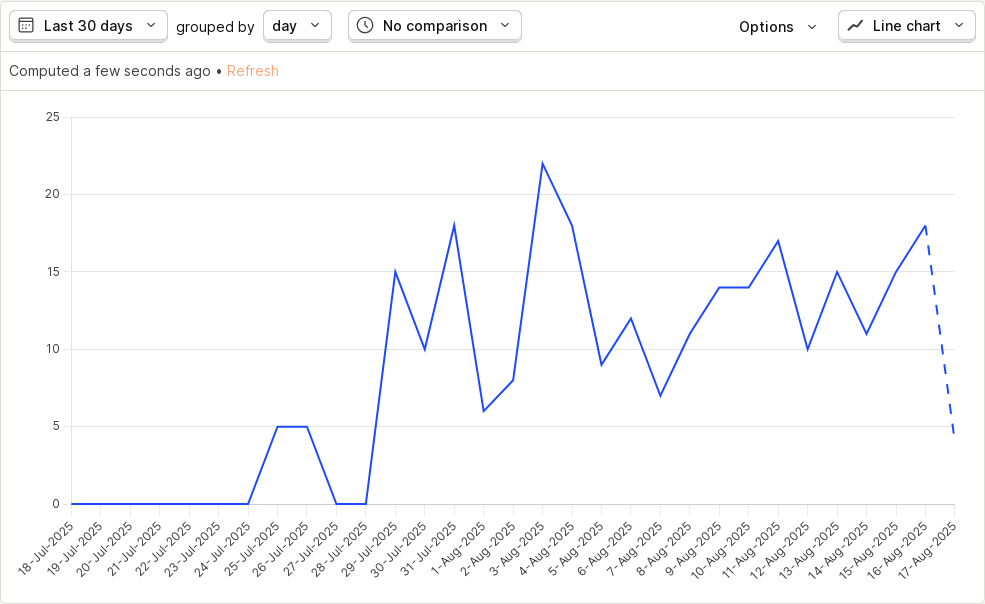 Last 30 days grouped by day No comparison Options Line chart
Computed a few seconds ago • Refresh
25
20
15
10
5
0
18-Jul-2025
19-Jul-2025
20-Jul-2025
21-Jul-2025
22-Jul-2025
23-Jul-2025
24-Jul-2025
25-Jul-2025
26-Jul-2025
27-Jul-2025
28-Jul-2025
29-Jul-2025
30-Jul-2025
31-Jul-2025
1-Aug-2025
2-Aug-2025
3-Aug-2025
4-Aug-2025
5-Aug-2025
6-Aug-2025
7-Aug-2025
8-Aug-2025
9-Aug-2025
10-Aug-2025
11-Aug-2025
12-Aug-2025
13-Aug-2025
14-Aug-2025
15-Aug-2025
16-Aug-2025
17-Aug-2025